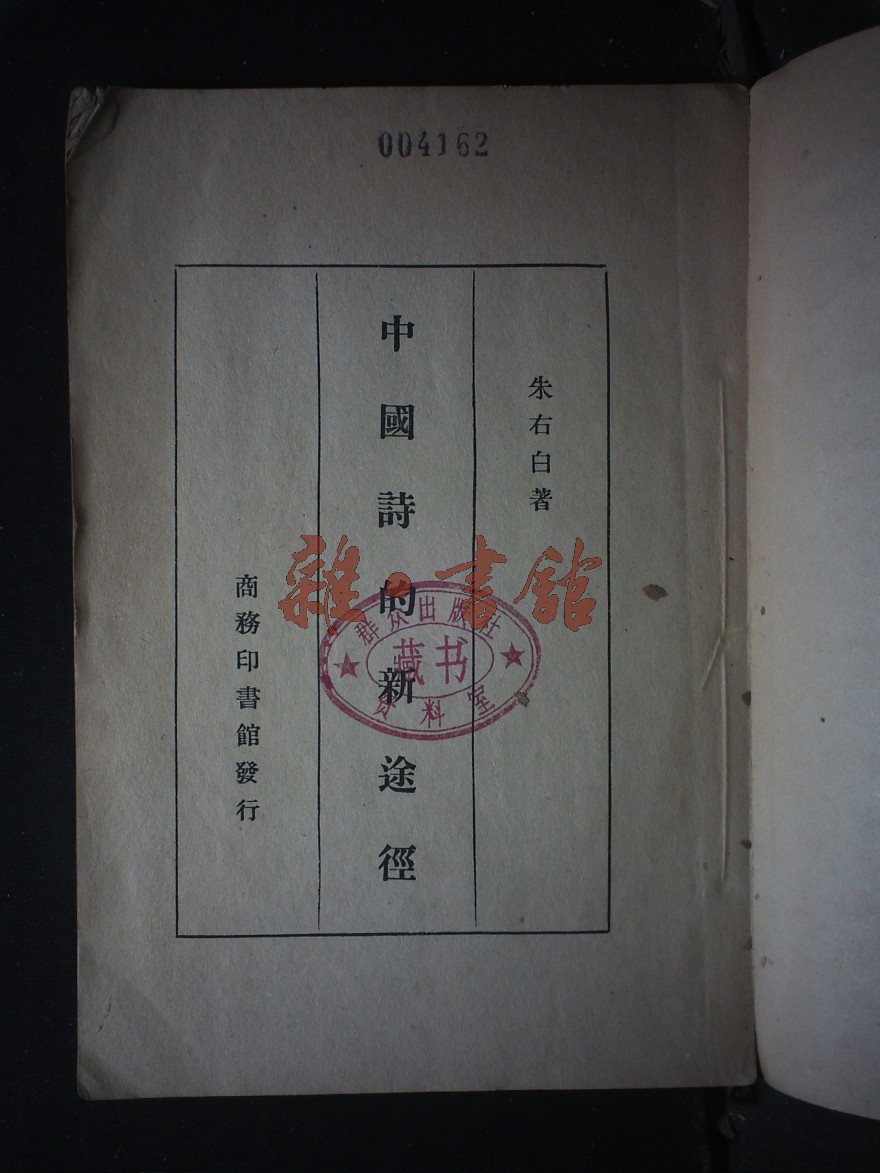 004162
朱右白著
中國詩的新途徑
商務印書館發行
雜·書館
群众出版社
藏书
资料室